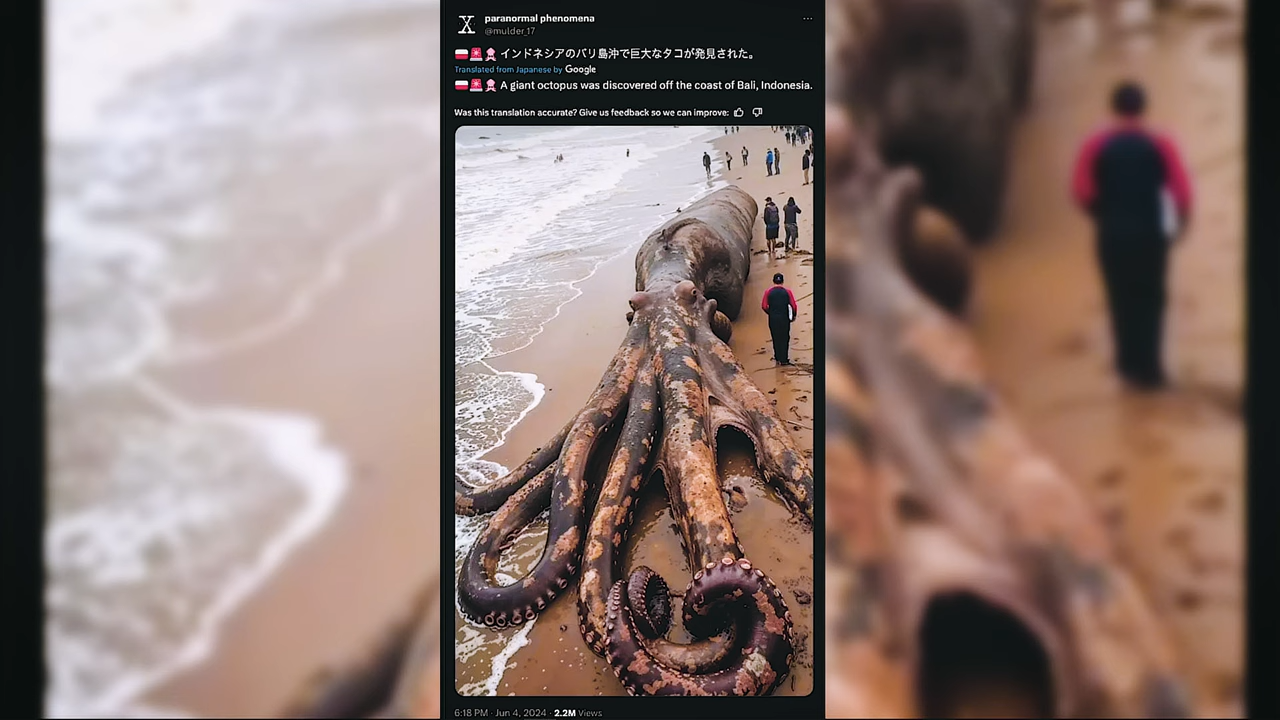 paranormal phenomena
@mulder_17
インドネシアのバリ島沖で巨大なタコが発見された。
Translated from Japanese by Google
A giant octopus was discovered off the coast of Bali, Indonesia.
Was this translation accurate? Give us feedback so we can improve:
6:18 PM · Jun 4, 2024 · 2.2M Views